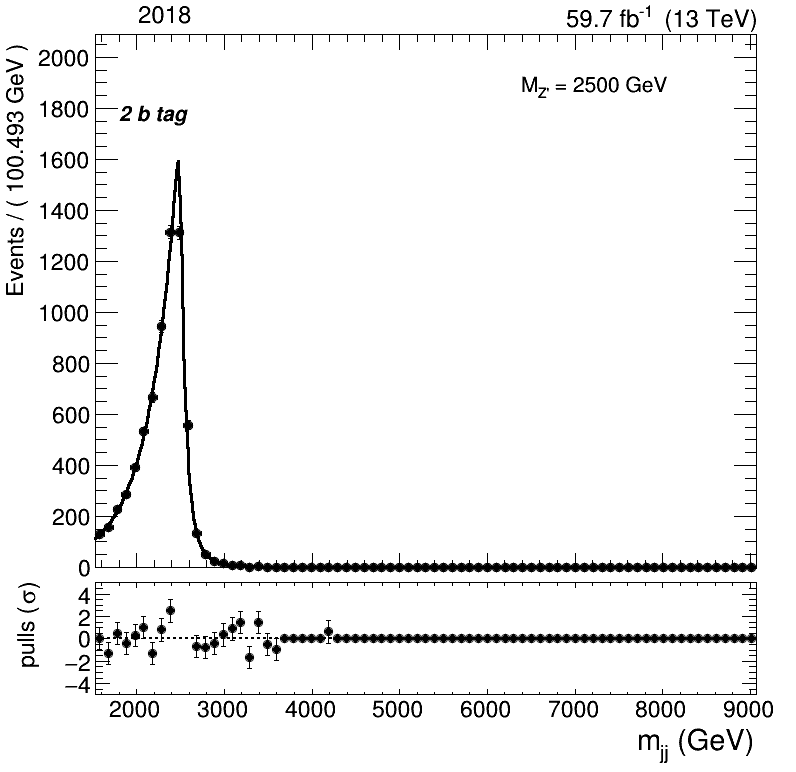 2018
59.7 fb-1 (13 TeV)
Events / ( 100.493 GeV )
2000
1800
1600
1400
1200
1000
800
600
400
200
0
2 b tag
MZ' = 2500 GeV
pulls (σ)
4
2
0
−2
−4
2000 3000 4000 5000 6000 7000 8000 9000
mjj (GeV)